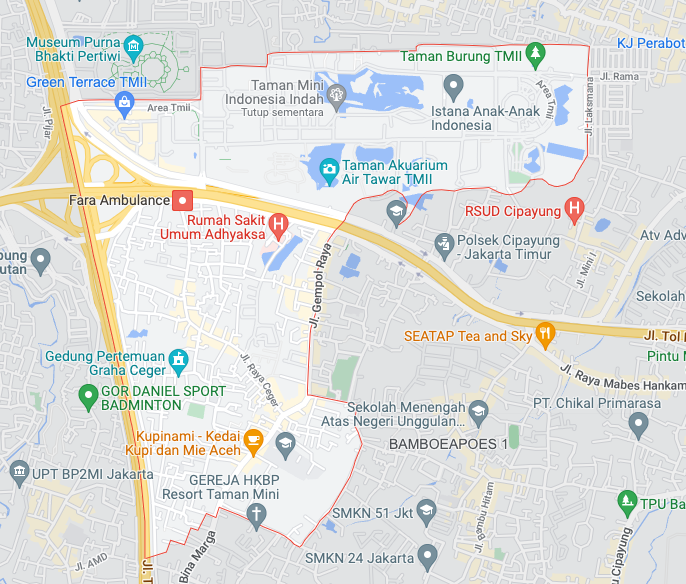 Museum Purna
Bhakti Pertiwi
Taman Burung TMII
KJ Perabot
Green Terrace TMII
Taman Mini
Indonesia Indah
Tutup sementara
Istana Anak-Anak
Indonesia
Area Tmii
Area Tmii
Jl. Rama
Jl. Laksmana
Jl. Pijar
Taman Akuarium
Air Tawar TMII
Fara Ambulance
Rumah Sakit
Umum Adhyaksa
RSUD Cipayung
Polsek Cipayung
- Jakarta Timur
Atv Adv
Jl. Mini I
Jl. Gempol Raya
Sekolah
SEATAP Tea and Sky
Jl. Tol
Pintu M
Gedung Pertemuan
Graha Ceger
Jl. Raya Ceger
Jl. Raya Mabes Hankam
GOR DANIEL SPORT
BADMINTON
Sekolah Menengah
Atas Negeri Unggulan...
PT. Chikal Primarasa
Kupinami - Kedai
Kupi dan Mie Aceh
BAMBOEAPOES 1
UPT BP2MI Jakarta
GEREJA HKBP
Resort Taman Mini
Jl. Bambu Hitam
TPU Ba
SMKN 51 Jkt
SMKN 24 Jakarta
Jl. AMD
Jl. T
Bina Marga
u Cipayung